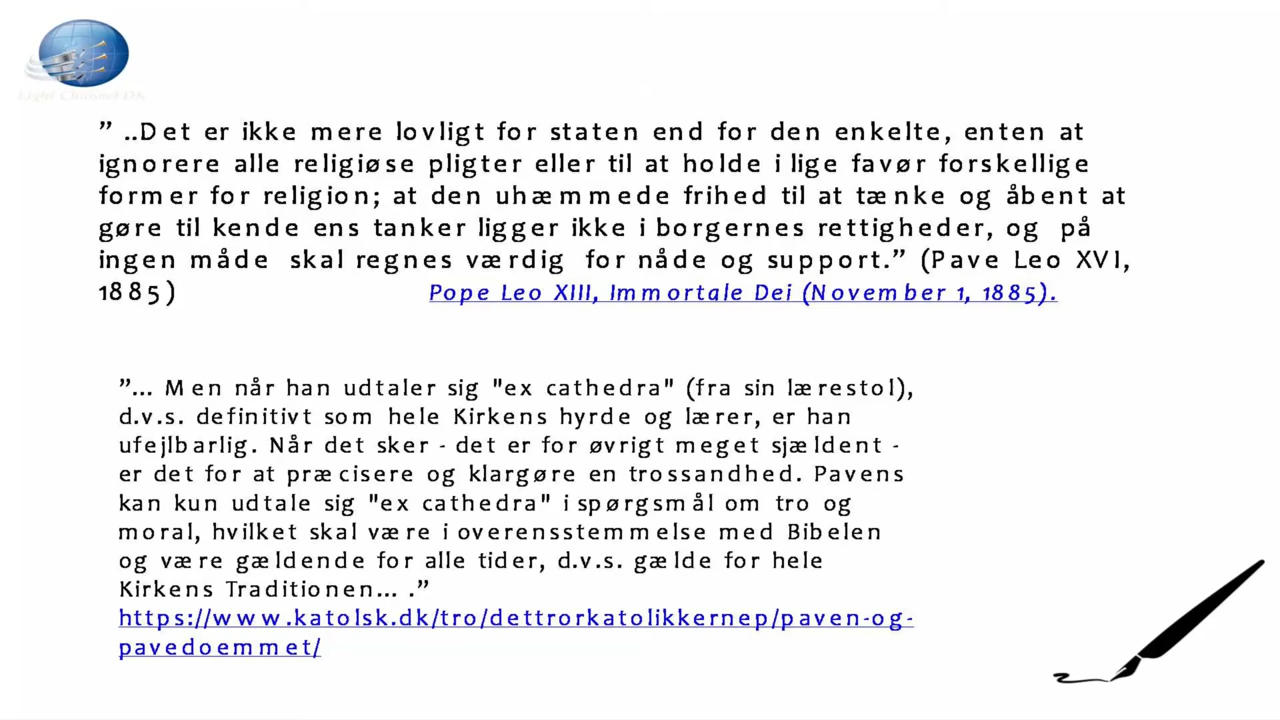 Light Channel DK
” ..Det er ikke mere lovligt for staten end for den enkelte, enten at
ignorere alle religiøse pligter eller til at holde i lige favør forskellige
former for religion; at den uhæmmede frihed til at tænke og åbent at
gøre til kende ens tanker ligger ikke i borgernes rettigheder, og på
ingen måde skal regnes værdig for nåde og support.” (Pave Leo XVI,
1885) Pope Leo XIII, Immortale Dei (November 1, 1885).
”... Men når han udtaler sig "ex cathedra" (fra sin lærestol),
d.v.s. definitivt som hele Kirkens hyrde og lærer, er han
ufejlbarlig. Når det sker - det er for øvrigt meget sjældent -
er det for at præcisere og klargøre en trossandhed. Pavens
kan kun udtale sig "ex cathedra" i spørgsmål om tro og
moral, hvilket skal være i overensstemmelse med Bibelen
og være gældende for alle tider, d.v.s. gælde for hele
Kirkens Traditionen... .”
https://www.katolsk.dk/tro/dettrorkatolikkernep/paven-og-
pavedoemmet/